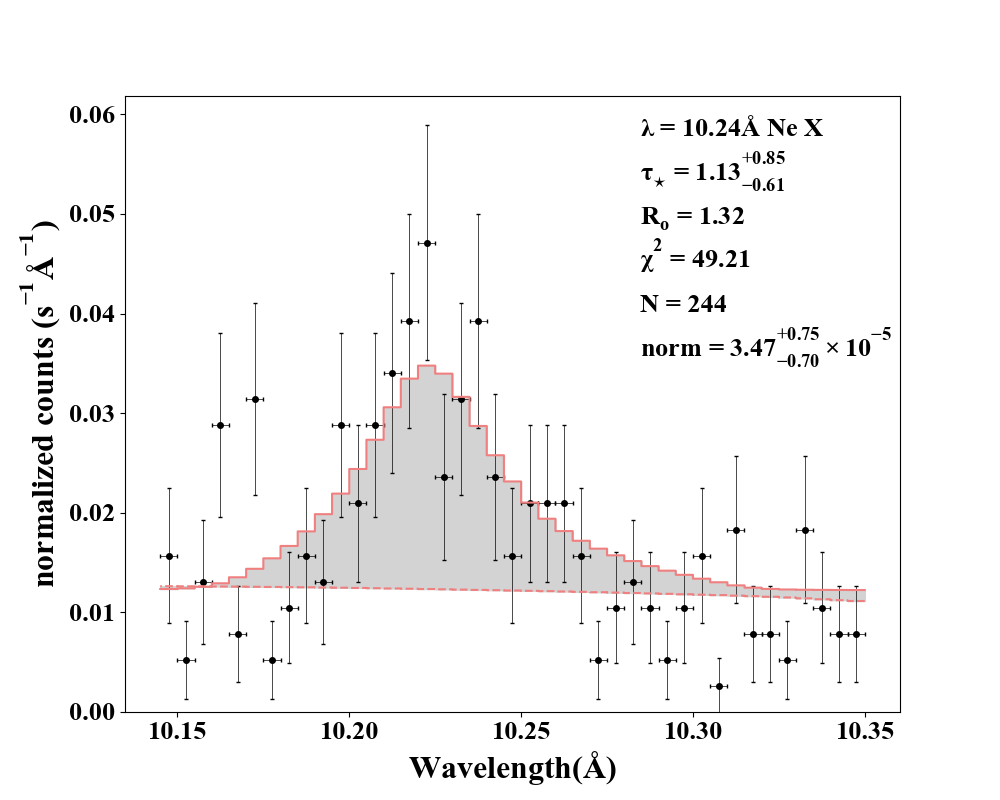 λ = 10.24Å Ne X
τ⋆ = 1.13 +0.85 −0.61
Ro = 1.32
χ² = 49.21
N = 244
norm = 3.47 +0.75 −0.70 × 10⁻⁵
normalized counts (s⁻¹ Å⁻¹)
0.06
0.05
0.04
0.03
0.02
0.01
0.00
10.15 10.20 10.25 10.30 10.35
Wavelength(Å)